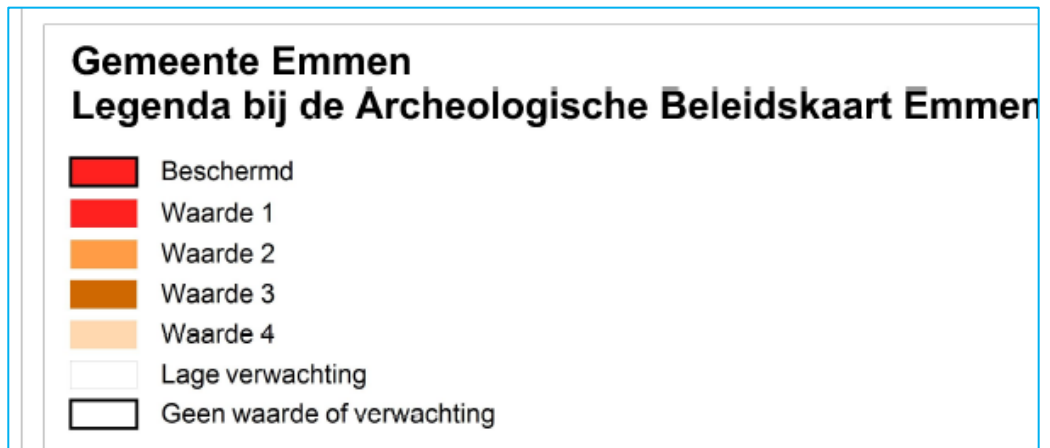 Gemeente Emmen
Legenda bij de Archeologische Beleidskaart Emmen
Beschermd
Waarde 1
Waarde 2
Waarde 3
Waarde 4
Lage verwachting
Geen waarde of verwachting